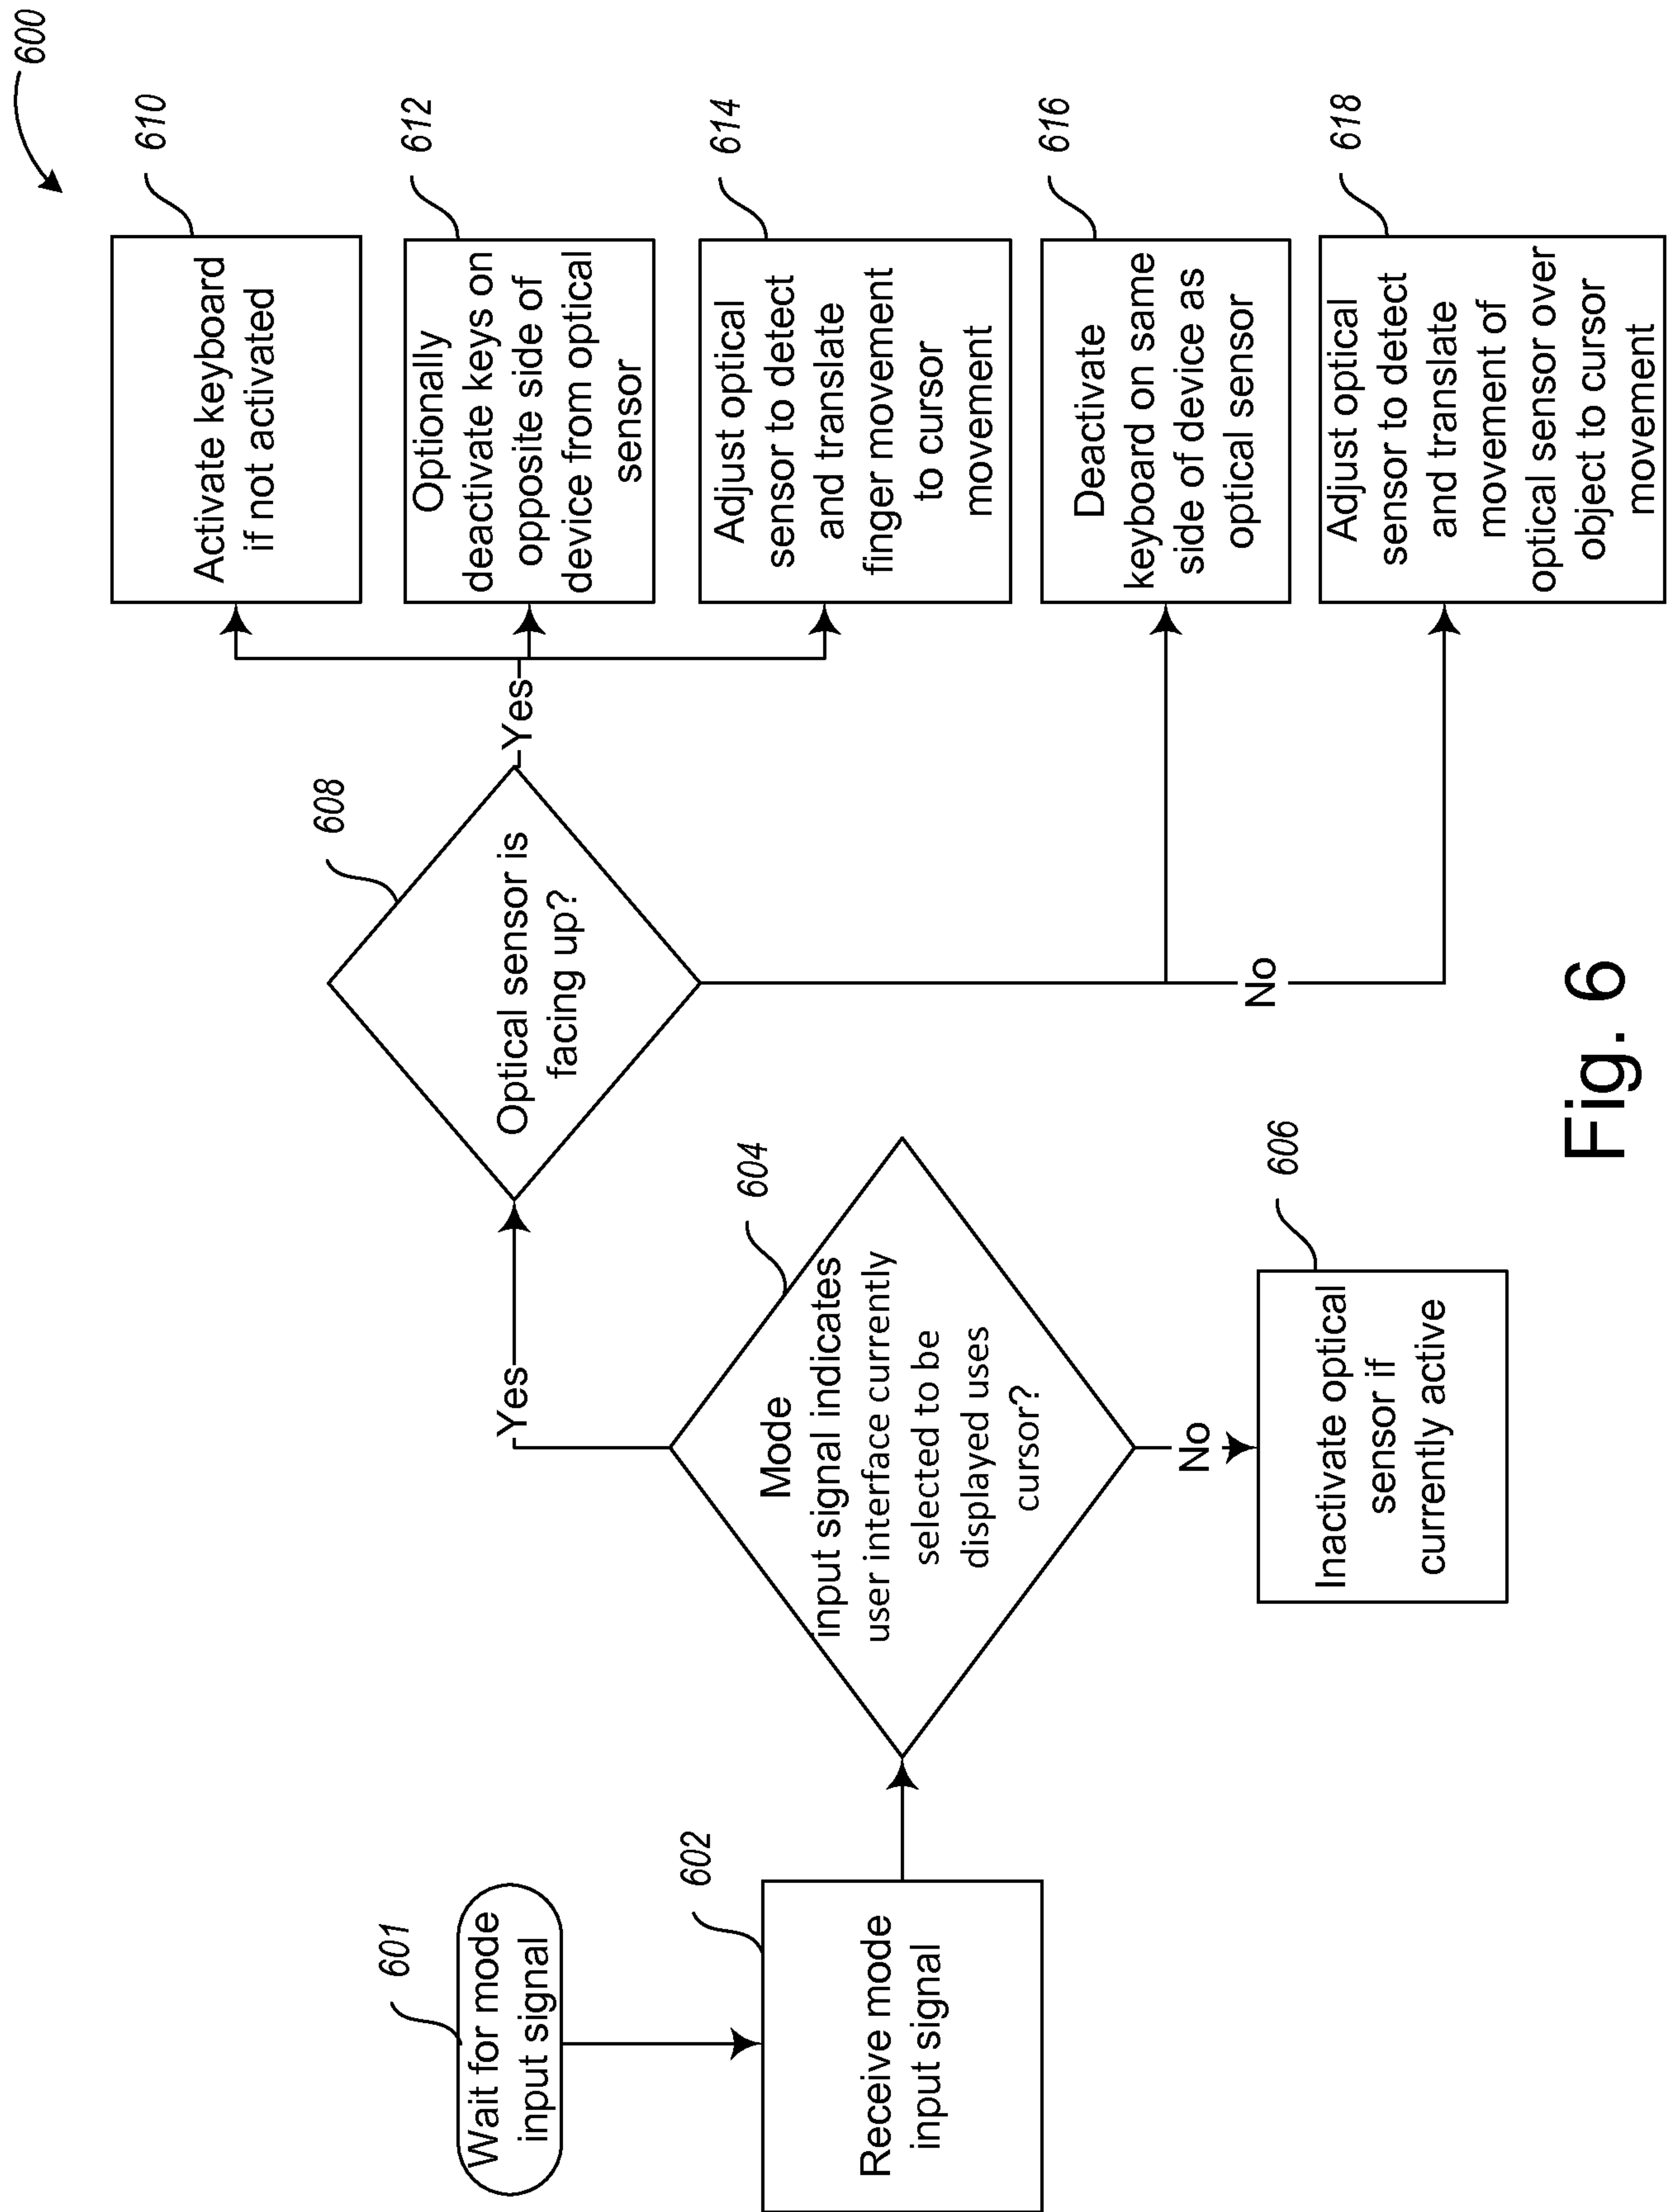 600
601
Wait for mode
input signal
602
Receive mode
input signal
604
Mode
input signal indicates
user interface currently
selected to be
displayed uses
cursor?
Yes
No
606
Inactivate optical
sensor if
currently active
608
Optical sensor is
facing up?
Yes
No
610
Activate keyboard
if not activated
612
Optionally
deactivate keys on
opposite side of
device from optical
sensor
614
Adjust optical
sensor to detect
and translate
finger movement
to cursor
movement
616
Deactivate
keyboard on same
side of device as
optical sensor
618
Adjust optical
sensor to detect
and translate
movement of
optical sensor over
object to cursor
movement
Fig. 6